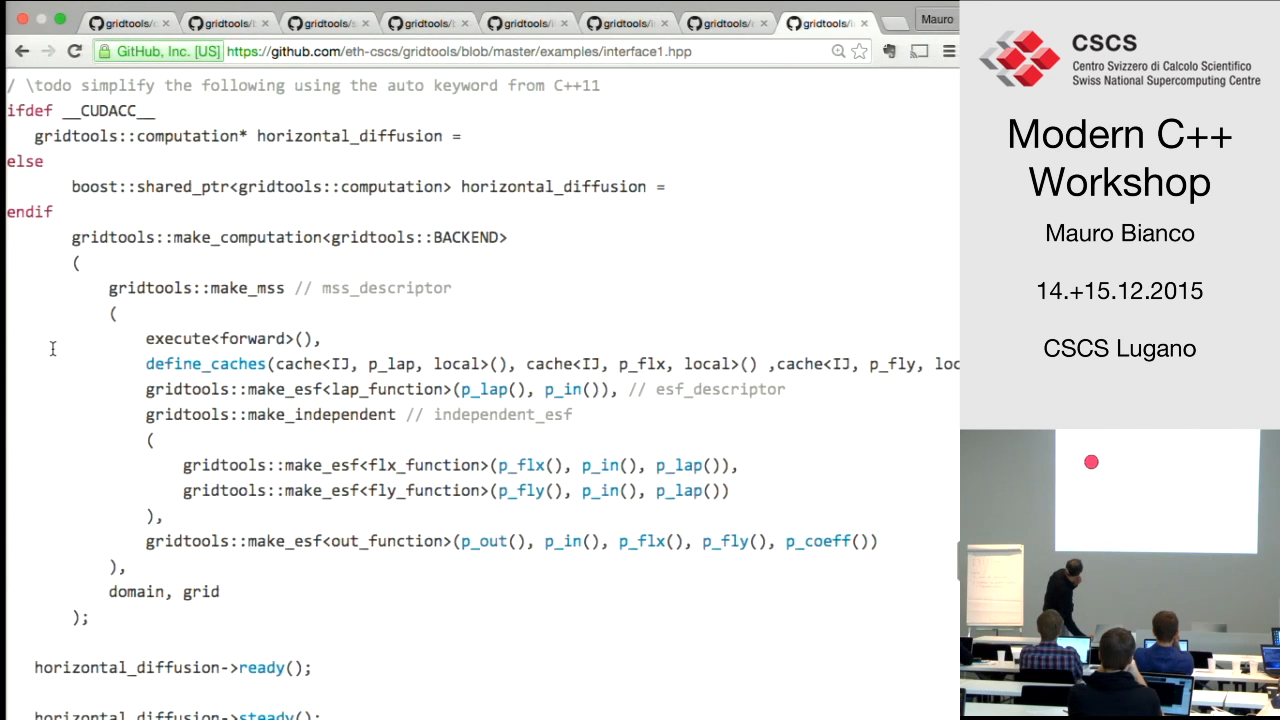 gridtools/
gridtools/
gridtools/s
gridtools/t
gridtools/i
gridtools/i
gridtools/
gridtools/i
Mauro
GitHub, Inc. [US]
https://github.com/eth-cscs/gridtools/blob/master/examples/interface1.hpp
/ \todo simplify the following using the auto keyword from C++11
ifdef __CUDACC__
gridtools::computation* horizontal_diffusion =
else
boost::shared_ptr<gridtools::computation> horizontal_diffusion =
endif
gridtools::make_computation<gridtools::BACKEND>
(
gridtools::make_mss // mss_descriptor
(
execute<forward>(),
define_caches(cache<IJ, p_lap, local>(), cache<IJ, p_flx, local>() ,cache<IJ, p_fly, loc
gridtools::make_esf<lap_function>(p_lap(), p_in()), // esf_descriptor
gridtools::make_independent // independent_esf
(
gridtools::make_esf<flx_function>(p_flx(), p_in(), p_lap()),
gridtools::make_esf<fly_function>(p_fly(), p_in(), p_lap())
),
gridtools::make_esf<out_function>(p_out(), p_in(), p_flx(), p_fly(), p_coeff())
),
domain, grid
);
horizontal_diffusion->ready();
horizontal_diffusion->steady();
CSCS
Centro Svizzero di Calcolo Scientifico
Swiss National Supercomputing Centre
Modern C++
Workshop
Mauro Bianco
14.+15.12.2015
CSCS Lugano